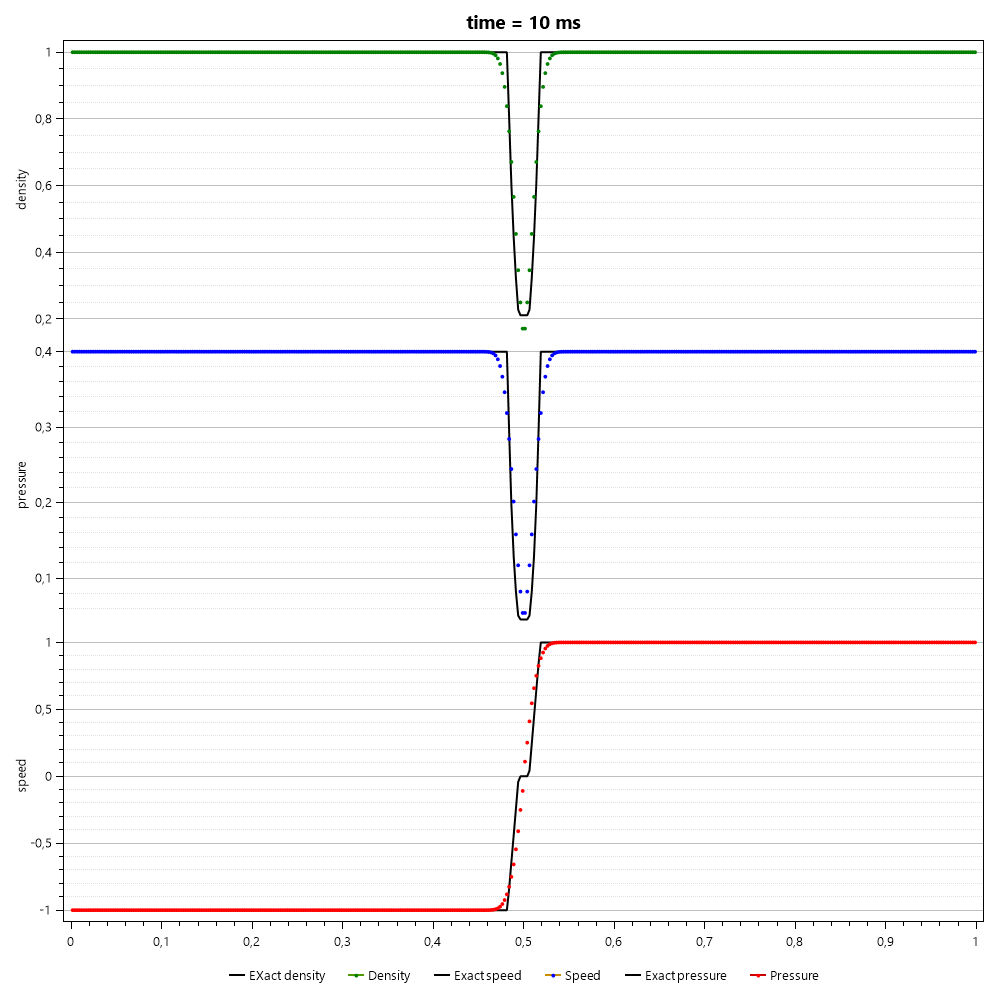 time = 10 ms
1
0,8
density
0,6
0,4
0,2
0,4
0,3
pressure
0,2
0,1
1
0,5
speed
0
-0,5
-1
0 0,1 0,2 0,3 0,4 0,5 0,6 0,7 0,8 0,9 1
EXact density Density Exact speed Speed Exact pressure Pressure